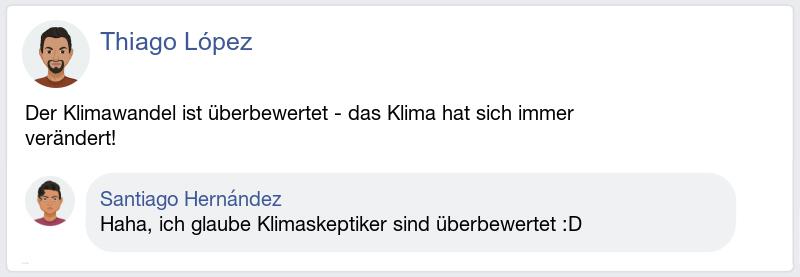 Thiago López
Der Klimawandel ist überbewertet - das Klima hat sich immer
verändert!
Santiago Hernández
Haha, ich glaube Klimaskeptiker sind überbewertet :D